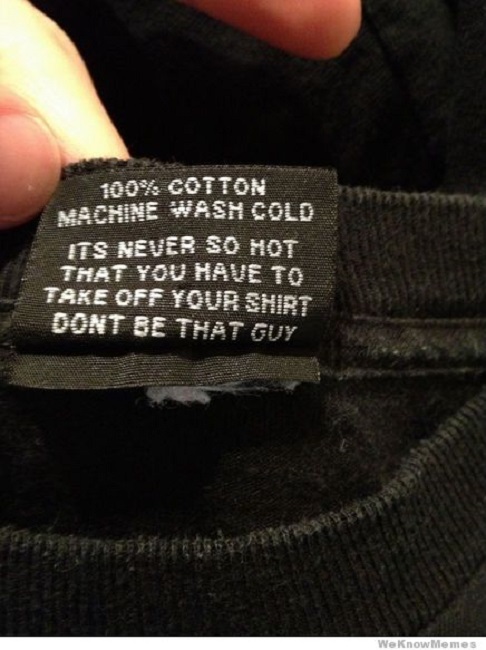 100% COTTON
MACHINE WASH COLD
ITS NEVER SO HOT
THAT YOU HAVE TO
TAKE OFF YOUR SHIRT
DONT BE THAT GUY
WeKnowMemes